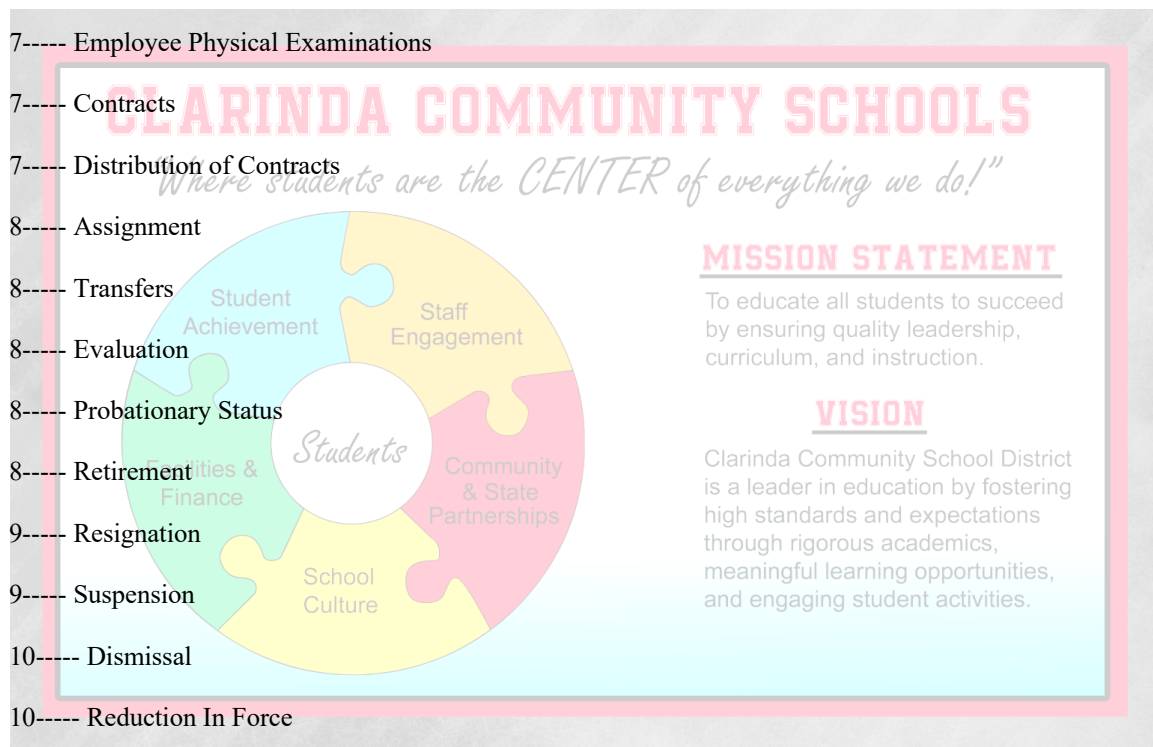 7----- Employee Physical Examinations
7----- Contracts
7----- Distribution of Contracts
8----- Assignment
8----- Transfers
8----- Evaluation
8----- Probationary Status
8----- Retirement
9----- Resignation
9----- Suspension
10----- Dismissal
10----- Reduction In Force
CLARINDA COMMUNITY SCHOOLS
"Where students are the CENTER of everything we do!"
Student
Achievement
Staff
Engagement
Community
& State
Partnerships
School
Culture
Facilities &
Finance
Students
MISSION STATEMENT
To educate all students to succeed
by ensuring quality leadership,
curriculum, and instruction.
VISION
Clarinda Community School District
is a leader in education by fostering
high standards and expectations
through rigorous academics,
meaningful learning opportunities,
and engaging student activities.